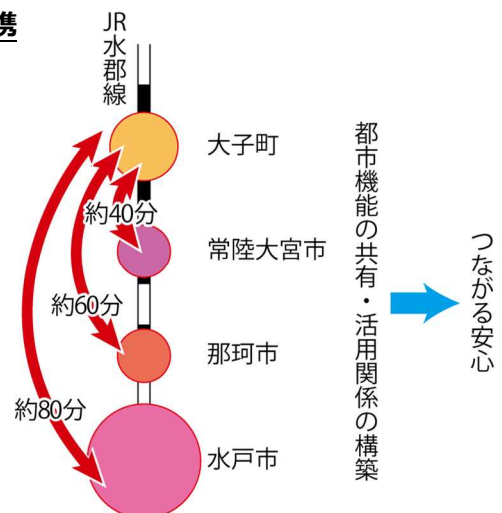 携
JR水郡線
大子町
約40分
常陸大宮市
約60分
那珂市
約80分
水戸市
都市機能の共有・活用関係の構築
つながる安心